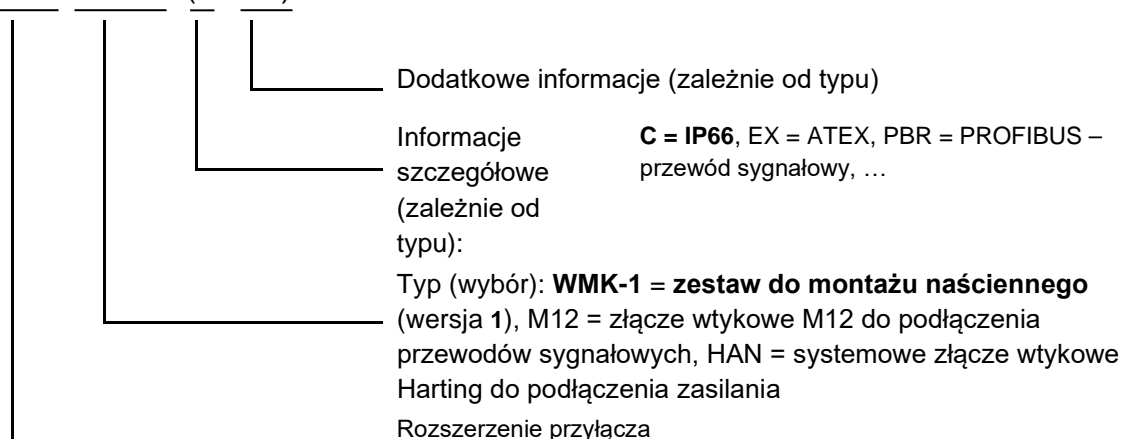 Dodatkowe informacje (zależnie od typu)
Informacje
szczegółowe
(zależnie od
typu):
C = IP66, EX = ATEX, PBR = PROFIBUS –
przewód sygnałowy, …
Typ (wybór): WMK-1 = zestaw do montażu naściennego
(wersja 1), M12 = złącze wtykowe M12 do podłączenia
przewodów sygnałowych, HAN = systemowe złącze wtykowe
Harting do podłączenia zasilania
Rozszerzenie przyłącza